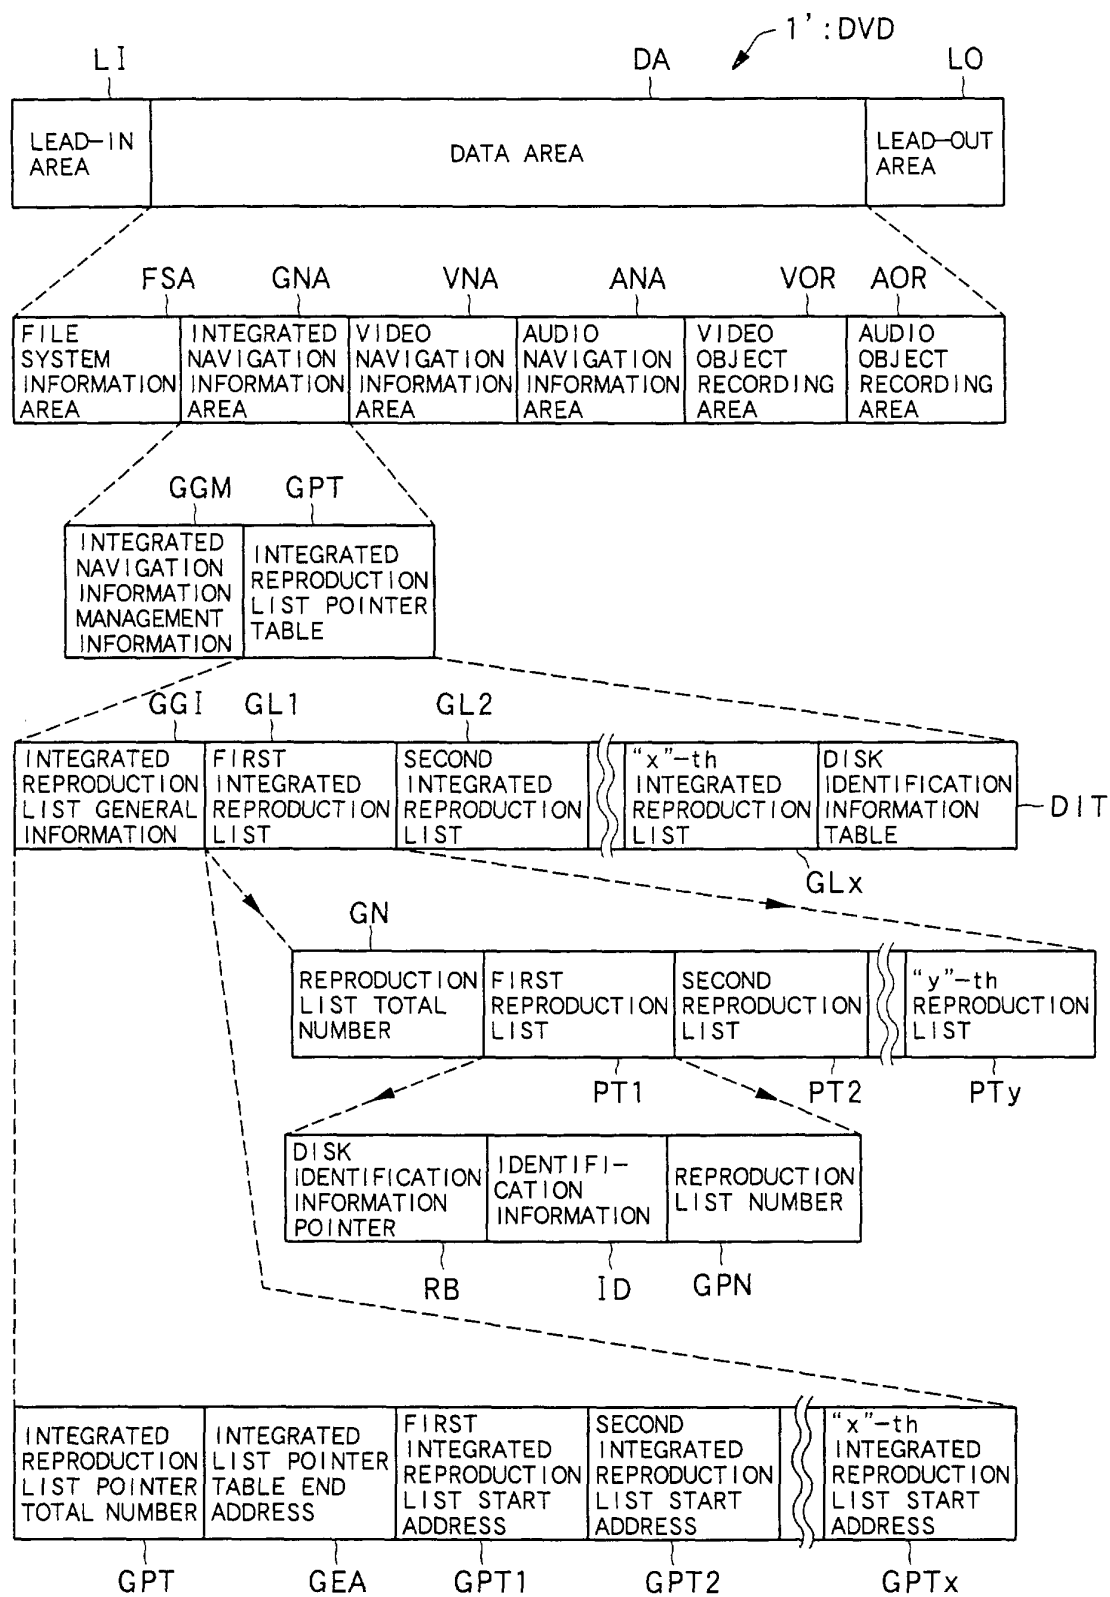 1':DVD
LI
DA
LO
LEAD-IN
AREA
DATA AREA
LEAD-OUT
AREA
FSA
GNA
VNA
ANA
VOR
AOR
FILE
SYSTEM
INFORMATION
AREA
INTEGRATED
NAVIGATION
INFORMATION
AREA
VIDEO
NAVIGATION
INFORMATION
AREA
AUDIO
NAVIGATION
INFORMATION
AREA
VIDEO
OBJECT
RECORDING
AREA
AUDIO
OBJECT
RECORDING
AREA
GGM
GPT
INTEGRATED
NAVIGATION
INFORMATION
MANAGEMENT
INFORMATION
INTEGRATED
REPRODUCTION
LIST POINTER
TABLE
GGI
GL1
GL2
INTEGRATED
REPRODUCTION
LIST GENERAL
INFORMATION
FIRST
INTEGRATED
REPRODUCTION
LIST
SECOND
INTEGRATED
REPRODUCTION
LIST
"x"-th
INTEGRATED
REPRODUCTION
LIST
DISK
IDENTIFICATION
INFORMATION
TABLE
DIT
GLx
GN
REPRODUCTION
LIST TOTAL
NUMBER
FIRST
REPRODUCTION
LIST
SECOND
REPRODUCTION
LIST
"y"-th
REPRODUCTION
LIST
PT1
PT2
PTy
DISK
IDENTIFICATION
INFORMATION
POINTER
IDENTIFI-
CATION
INFORMATION
REPRODUCTION
LIST NUMBER
RB
ID
GPN
INTEGRATED
REPRODUCTION
LIST POINTER
TOTAL NUMBER
INTEGRATED
LIST POINTER
TABLE END
ADDRESS
FIRST
INTEGRATED
REPRODUCTION
LIST START
ADDRESS
SECOND
INTEGRATED
REPRODUCTION
LIST START
ADDRESS
"x"-th
INTEGRATED
REPRODUCTION
LIST START
ADDRESS
GPT
GEA
GPT1
GPT2
GPTx